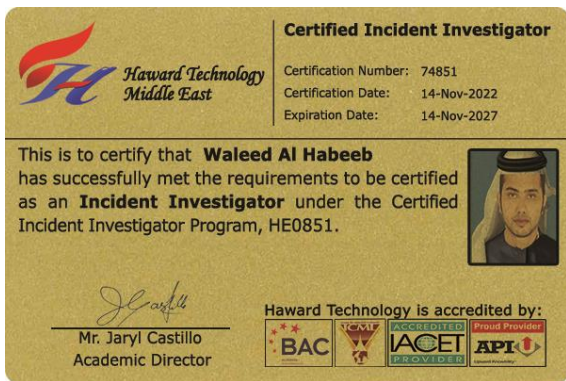 Haward Technology
Middle East
Certified Incident Investigator
Certification Number: 74851
Certification Date: 14-Nov-2022
Expiration Date: 14-Nov-2027
This is to certify that Waleed Al Habeeb
has successfully met the requirements to be certified
as an Incident Investigator under the Certified
Incident Investigator Program, HE0851.
Mr. Jaryl Castillo
Academic Director
Haward Technology is accredited by:
BAC
ACCREDITED
IACET
PROVIDER
Proud Provider
API